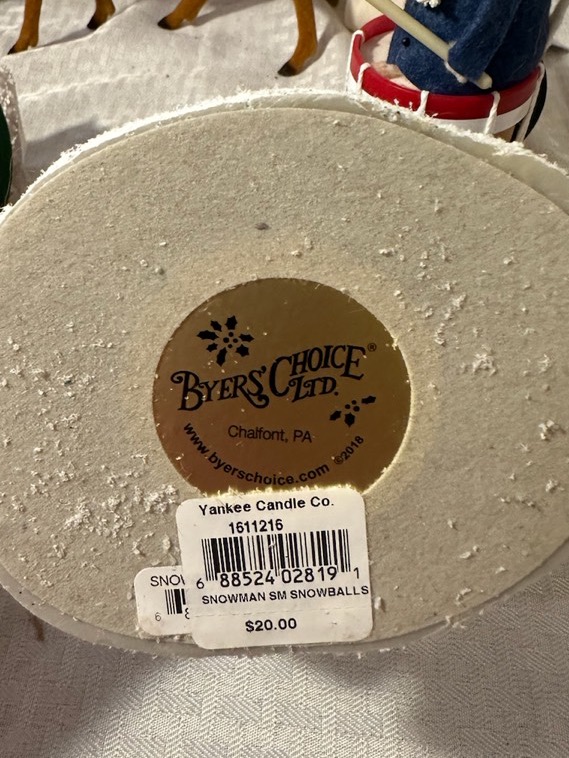 BYERS' CHOICE®
LTD.
Chalfont, PA
www.byerschoice.com ©2018
Yankee Candle Co.
1611216
6 88524 02819 1
SNOWMAN SM SNOWBALLS
$20.00
SNOW
6 8